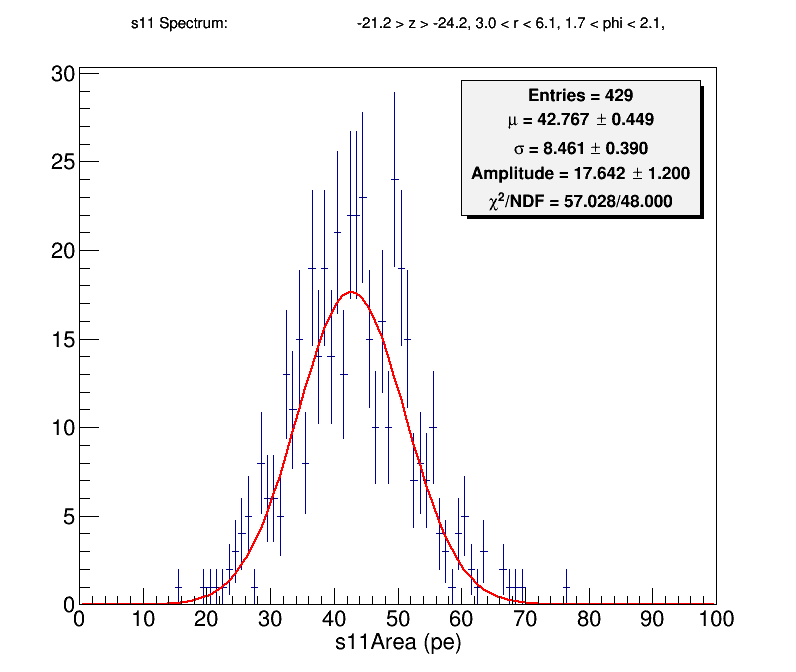 s11 Spectrum: -21.2 > z > -24.2, 3.0 < r < 6.1, 1.7 < phi < 2.1,
Entries = 429
μ = 42.767 ± 0.449
σ = 8.461 ± 0.390
Amplitude = 17.642 ± 1.200
χ²/NDF = 57.028/48.000
30
25
20
15
10
5
0
0 10 20 30 40 50 60 70 80 90 100
s11Area (pe)